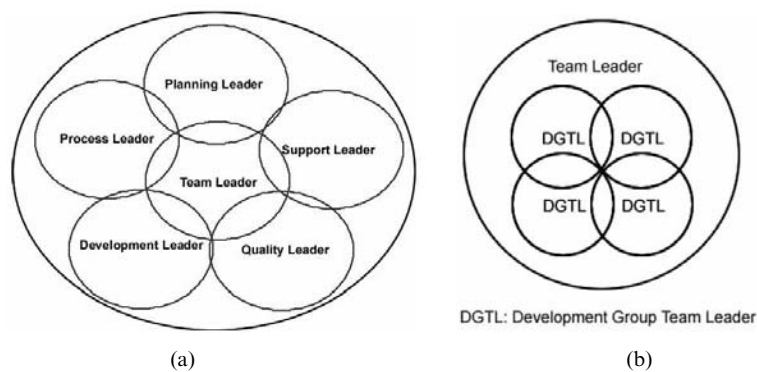 Planning Leader
Process Leader
Support Leader
Team Leader
Development Leader
Quality Leader
(a)
Team Leader
DGTL
DGTL
DGTL
DGTL
DGTL: Development Group Team Leader
(b)